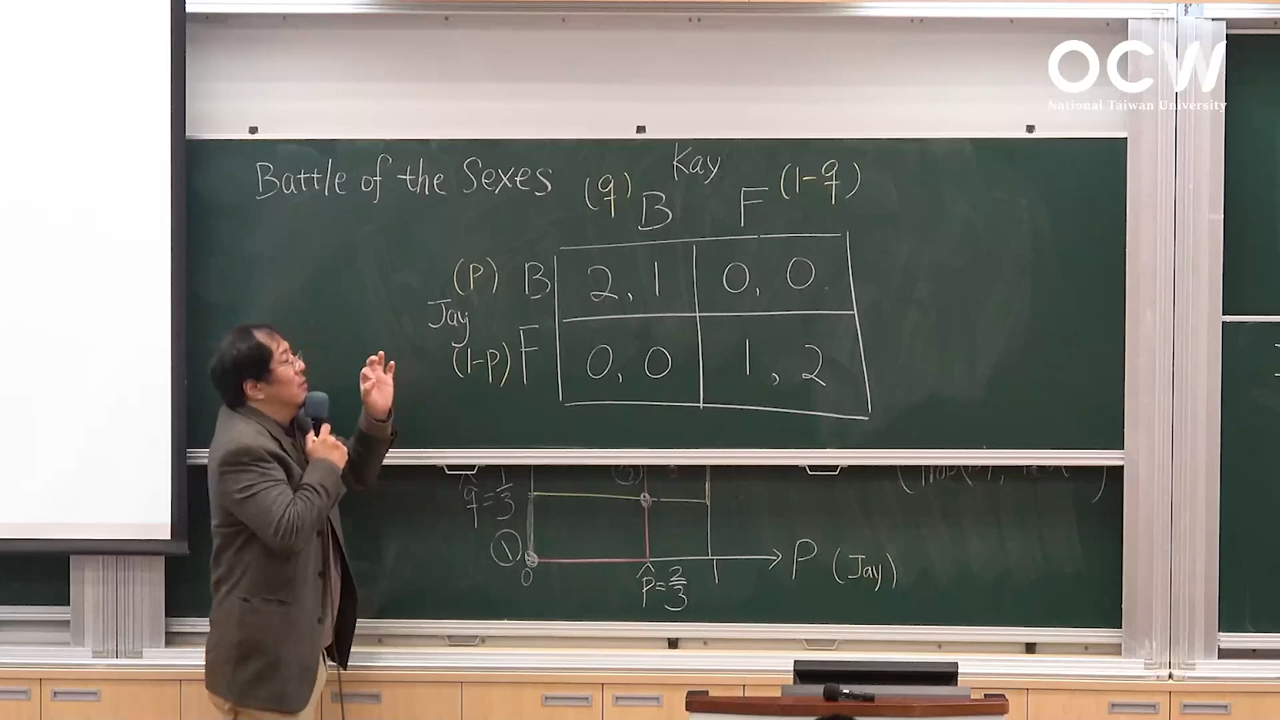 OCW
National Taiwan University
Battle of the Sexes
Kay
(q) B F (1-q)
(P) B 2, 1 0, 0
Jay
(1-P) F 0, 0 1, 2
q̂=1/3
①
0
p̂=2/3
1
P (Jay)